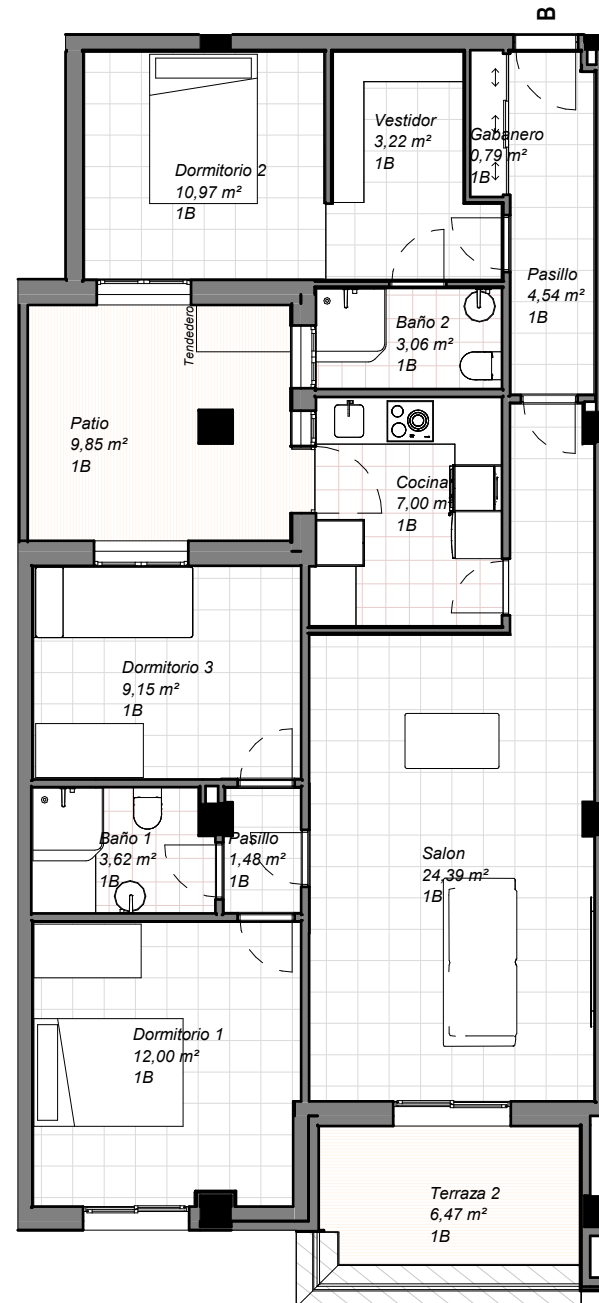 B
Vestidor
3,22 m²
1B
Gabanero
0,79 m²
1B
Dormitorio 2
10,97 m²
1B
Pasillo
4,54 m²
1B
Tendedero
Baño 2
3,06 m²
1B
Patio
9,85 m²
1B
Cocina
7,00 m²
1B
Dormitorio 3
9,15 m²
1B
Baño 1
3,62 m²
1B
Pasillo
1,48 m²
1B
Salon
24,39 m²
1B
Dormitorio 1
12,00 m²
1B
Terraza 2
6,47 m²
1B